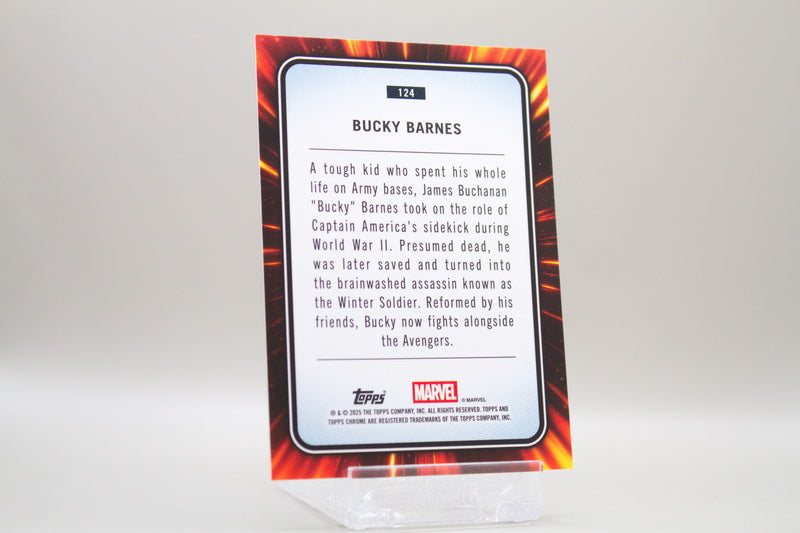 124
BUCKY BARNES
A tough kid who spent his whole
life on Army bases, James Buchanan
"Bucky" Barnes took on the role of
Captain America's sidekick during
World War II. Presumed dead, he
was later saved and turned into
the brainwashed assassin known as
the Winter Soldier. Reformed by his
friends, Bucky now fights alongside
the Avengers.
Topps MARVEL © MARVEL
® & © 2025 THE TOPPS COMPANY, INC. ALL RIGHTS RESERVED. TOPPS AND
TOPPS CHROME ARE REGISTERED TRADEMARKS OF THE TOPPS COMPANY, INC.